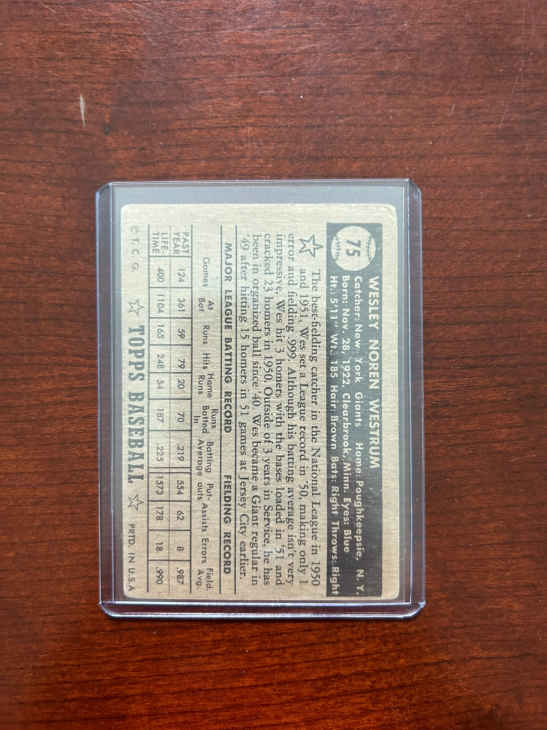 75
WESLEY NOREN WESTRUM
Catcher: New York Giants Home: Poughkeepsie, N. Y.
Born: Nov. 28, 1922, Clearbrook, Minn. Eyes: Blue
Ht.: 5'11" Wt.: 185 Hair: Brown Bats: Right Throws: Right
The best-fielding catcher in the National League in 1950
and 1951, Wes set a League record in '50, making only 1
error and fielding .999. Although his batting average isn't very
impressive, Wes hit 3 homers with the bases loaded in '51 and
cracked 23 homers in 1950. Outside of 3 years in Service, he has
been in organized ball since '40. Wes became a Giant regular in
'49 after hitting 15 homers in 51 games at Jersey City earlier.
MAJOR LEAGUE BATTING RECORD FIELDING RECORD
Games At Bat Runs Hits Home Runs Runs Batted In Batting Average Put-outs Assists Errors Field. Avg.
PAST YEAR 124 361 59 79 20 70 .219 554 62 8 .987
LIFE TIME 400 1104 165 248 54 187 .225 1573 178 18 .990
© T. C. G. TOPPS BASEBALL PRTD. IN U.S.A